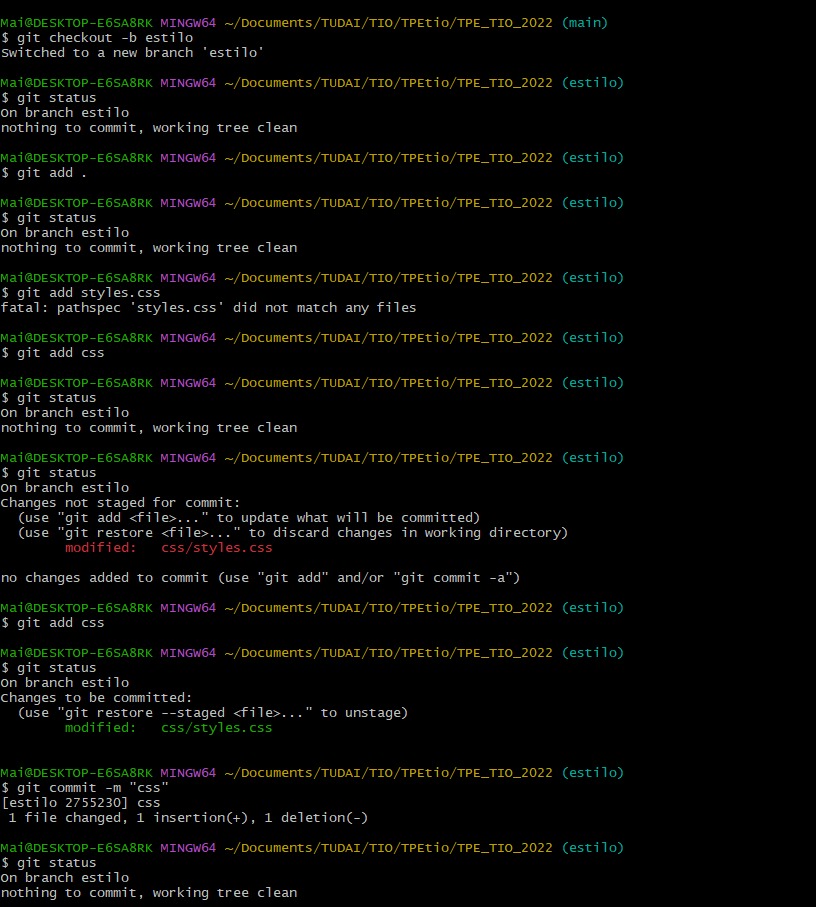 Mai@DESKTOP-E6SA8RK MINGW64 ~/Documents/TUDAI/TIO/TPEtio/TPE_TIO_2022 (main)
$ git checkout -b estilo
Switched to a new branch 'estilo'
Mai@DESKTOP-E6SA8RK MINGW64 ~/Documents/TUDAI/TIO/TPEtio/TPE_TIO_2022 (estilo)
$ git status
On branch estilo
nothing to commit, working tree clean
Mai@DESKTOP-E6SA8RK MINGW64 ~/Documents/TUDAI/TIO/TPEtio/TPE_TIO_2022 (estilo)
$ git add .
Mai@DESKTOP-E6SA8RK MINGW64 ~/Documents/TUDAI/TIO/TPEtio/TPE_TIO_2022 (estilo)
$ git status
On branch estilo
nothing to commit, working tree clean
Mai@DESKTOP-E6SA8RK MINGW64 ~/Documents/TUDAI/TIO/TPEtio/TPE_TIO_2022 (estilo)
$ git add styles.css
fatal: pathspec 'styles.css' did not match any files
Mai@DESKTOP-E6SA8RK MINGW64 ~/Documents/TUDAI/TIO/TPEtio/TPE_TIO_2022 (estilo)
$ git add css
Mai@DESKTOP-E6SA8RK MINGW64 ~/Documents/TUDAI/TIO/TPEtio/TPE_TIO_2022 (estilo)
$ git status
On branch estilo
nothing to commit, working tree clean
Mai@DESKTOP-E6SA8RK MINGW64 ~/Documents/TUDAI/TIO/TPEtio/TPE_TIO_2022 (estilo)
$ git status
On branch estilo
Changes not staged for commit:
  (use "git add <file>..." to update what will be committed)
  (use "git restore <file>..." to discard changes in working directory)
        modified:   css/styles.css
no changes added to commit (use "git add" and/or "git commit -a")
Mai@DESKTOP-E6SA8RK MINGW64 ~/Documents/TUDAI/TIO/TPEtio/TPE_TIO_2022 (estilo)
$ git add css
Mai@DESKTOP-E6SA8RK MINGW64 ~/Documents/TUDAI/TIO/TPEtio/TPE_TIO_2022 (estilo)
$ git status
On branch estilo
Changes to be committed:
  (use "git restore --staged <file>..." to unstage)
        modified:   css/styles.css
Mai@DESKTOP-E6SA8RK MINGW64 ~/Documents/TUDAI/TIO/TPEtio/TPE_TIO_2022 (estilo)
$ git commit -m "css"
[estilo 2755230] css
 1 file changed, 1 insertion(+), 1 deletion(-)
Mai@DESKTOP-E6SA8RK MINGW64 ~/Documents/TUDAI/TIO/TPEtio/TPE_TIO_2022 (estilo)
$ git status
On branch estilo
nothing to commit, working tree clean